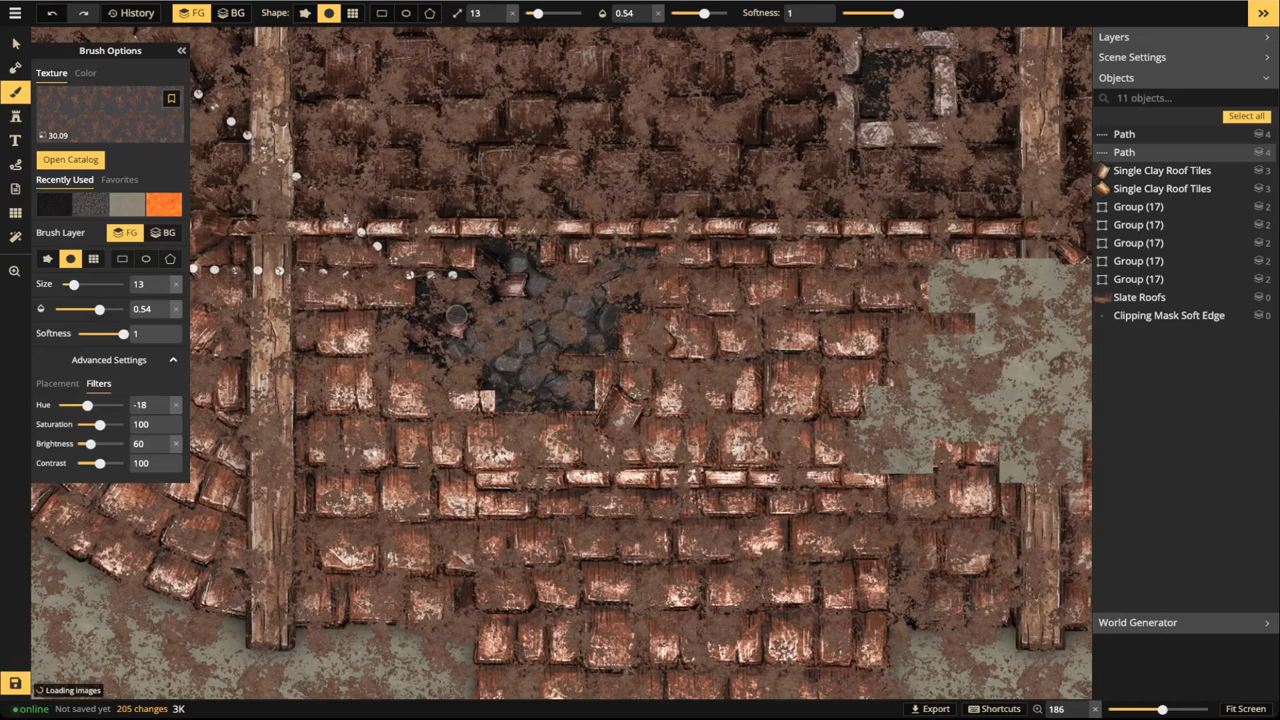 History
FG
BG
Shape:
13
×
0.54
×
Softness:
1
Brush Options
Texture
Color
30.09
Open Catalog
Recently Used
Favorites
Brush Layer
FG
BG
Size
13
×
0.54
×
Softness
1
Advanced Settings
Placement
Filters
Hue
-18
×
Saturation
100
Brightness
60
×
Contrast
100
Loading images
Layers
Scene Settings
Objects
11 objects...
Select all
Path
4
Path
4
Single Clay Roof Tiles
3
Single Clay Roof Tiles
3
Group (17)
2
Group (17)
2
Group (17)
2
Group (17)
2
Group (17)
2
Slate Roofs
0
Clipping Mask Soft Edge
0
World Generator
online
Not saved yet
205 changes
3K
Export
Shortcuts
186
×
Fit Screen